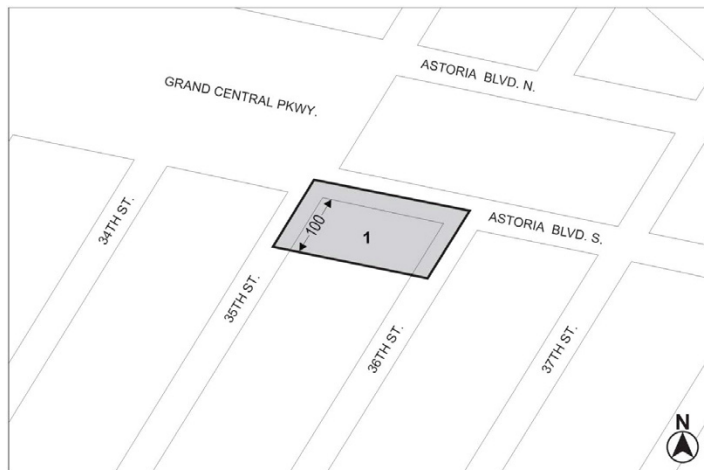 ASTORIA BLVD. N.
GRAND CENTRAL PKWY.
34TH ST.
100
1
ASTORIA BLVD. S.
35TH ST.
36TH ST.
37TH ST.
N